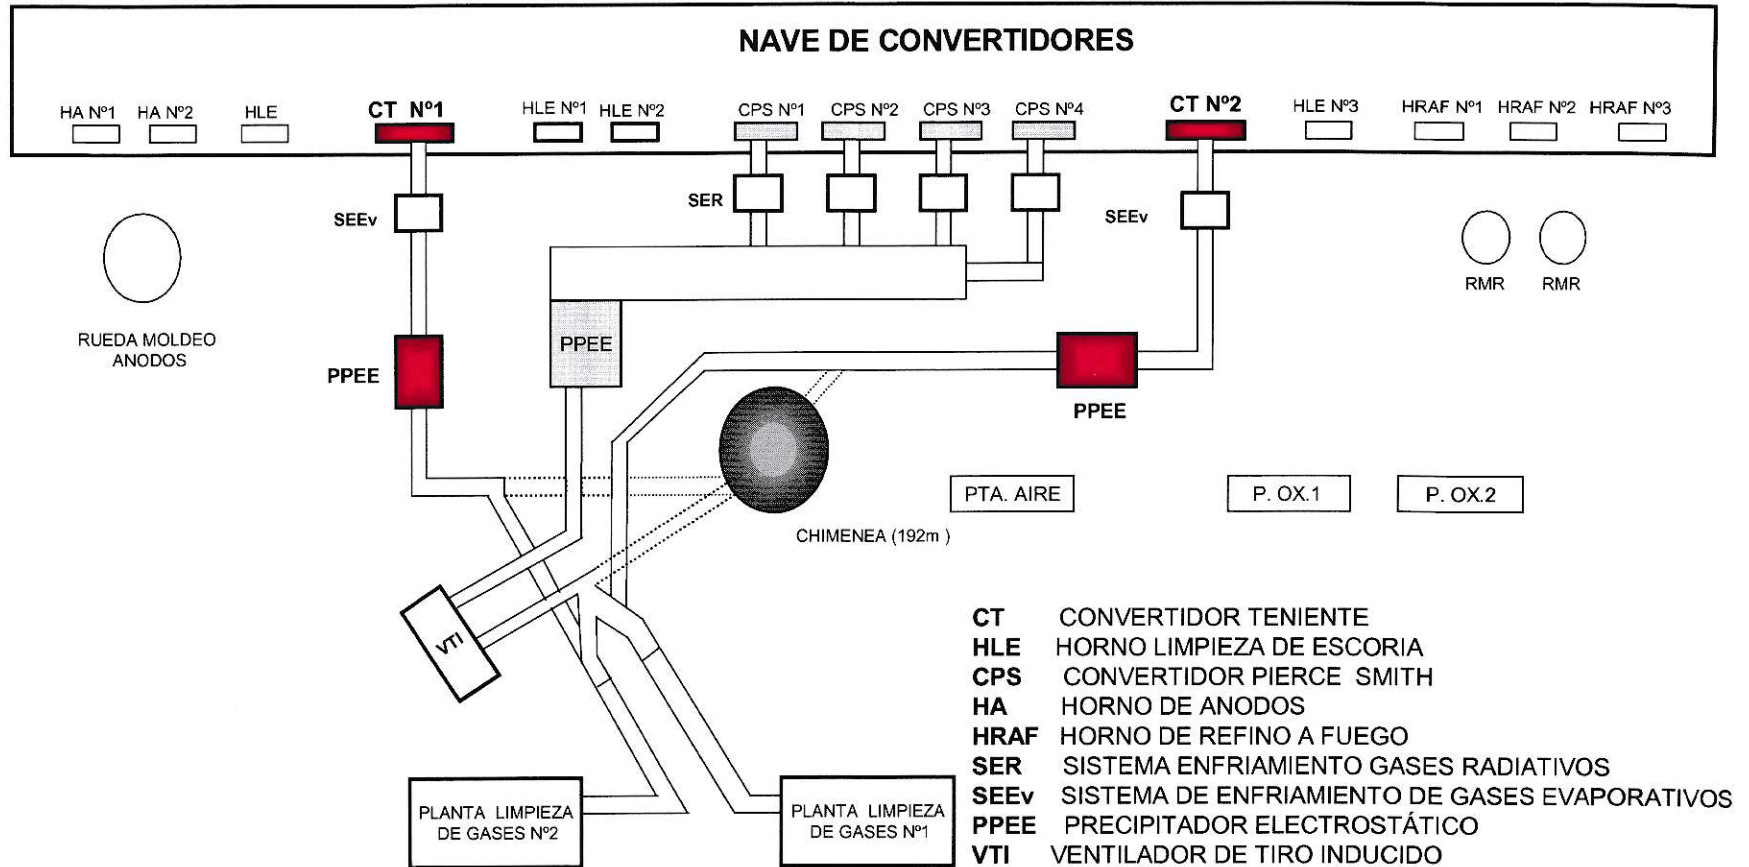 NAVE DE CONVERTIDORES
HA Nº1
HA Nº2
HLE
CT Nº1
HLE Nº1
HLE Nº2
CPS Nº1
CPS Nº2
CPS Nº3
CPS Nº4
CT Nº2
HLE Nº3
HRAF Nº1
HRAF Nº2
HRAF Nº3
SEEv
SER
SEEv
RMR
RMR
RUEDA MOLDEO
ANODOS
PPEE
PPEE
PPEE
PTA. AIRE
P. OX.1
P. OX.2
CHIMENEA (192m )
VTI
PLANTA LIMPIEZA
DE GASES Nº2
PLANTA LIMPIEZA
DE GASES Nº1
CT CONVERTIDOR TENIENTE
HLE HORNO LIMPIEZA DE ESCORIA
CPS CONVERTIDOR PIERCE SMITH
HA HORNO DE ANODOS
HRAF HORNO DE REFINO A FUEGO
SER SISTEMA ENFRIAMIENTO GASES RADIATIVOS
SEEv SISTEMA DE ENFRIAMIENTO DE GASES EVAPORATIVOS
PPEE PRECIPITADOR ELECTROSTÁTICO
VTI VENTILADOR DE TIRO INDUCIDO